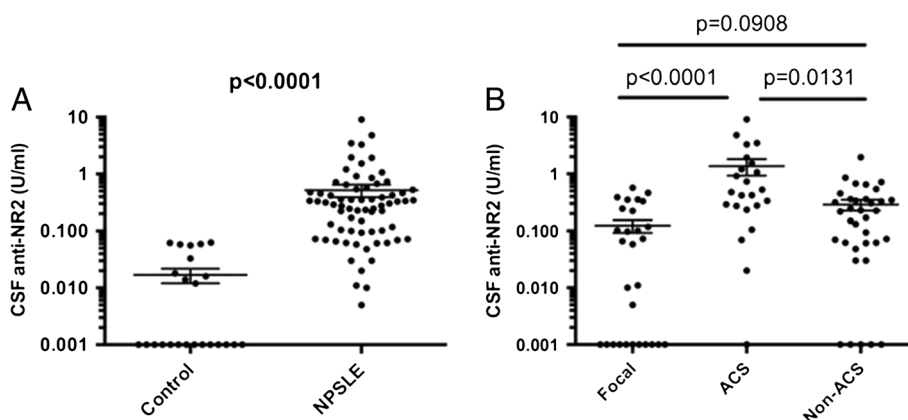 A
p<0.0001
CSF anti-NR2 (U/ml)
10
1
0.100
0.010
0.001
Control
NPSLE
B
p=0.0908
p<0.0001
p=0.0131
CSF anti-NR2 (U/ml)
10
1
0.100
0.010
0.001
Focal
ACS
Non-ACS